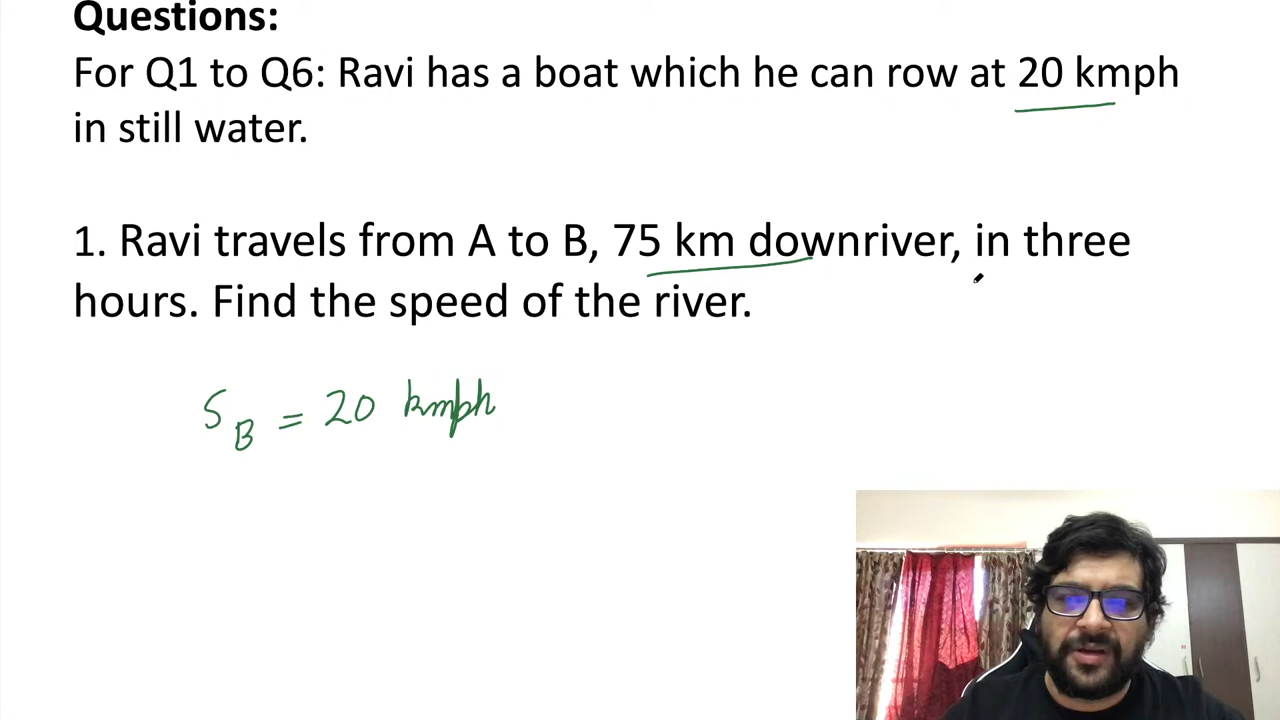 Questions:
For Q1 to Q6: Ravi has a boat which he can row at 20 kmph
in still water.
1. Ravi travels from A to B, 75 km downriver, in three
hours. Find the speed of the river.
S_B = 20 kmph